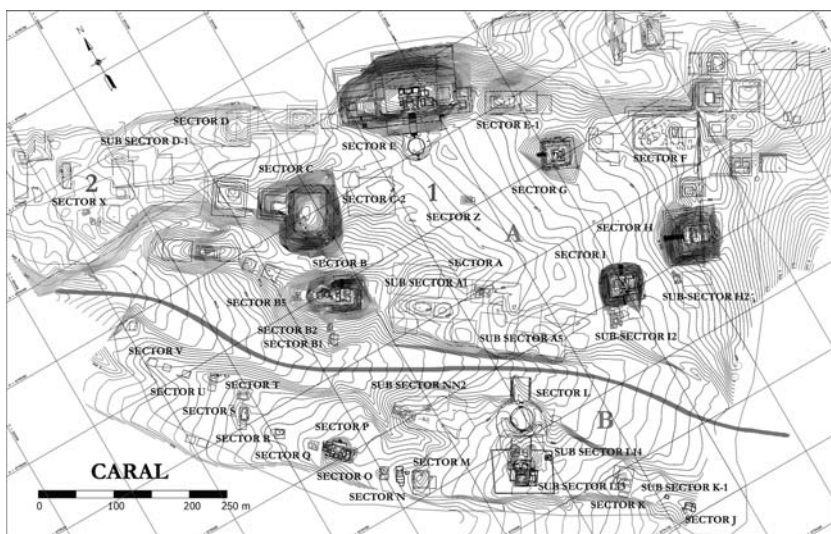 N
SECTOR D
SUB SECTOR D-1
SECTOR E
SECTOR E-1
SECTOR F
SECTOR C
SECTOR G
2
1
SECTOR X
SECTOR C-2
SECTOR Z
A
SECTOR H
SECTOR I
SECTOR B
SECTOR A
SUB SECTOR A1
SUB-SECTOR H2
SECTOR B5
SECTOR B2
SECTOR B1
SUB SECTOR A5
SUB-SECTOR I2
SECTOR V
SECTOR U
SECTOR T
SUB SECTOR NN2
SECTOR L
SECTOR S
B
SECTOR R
SECTOR P
SECTOR Q
SUB SECTOR L14
CARAL
SECTOR O
SECTOR M
SUB SECTOR L13
SUB SECTOR K-1
SECTOR N
SECTOR K
SECTOR J
0 50 100 150 200 250 m